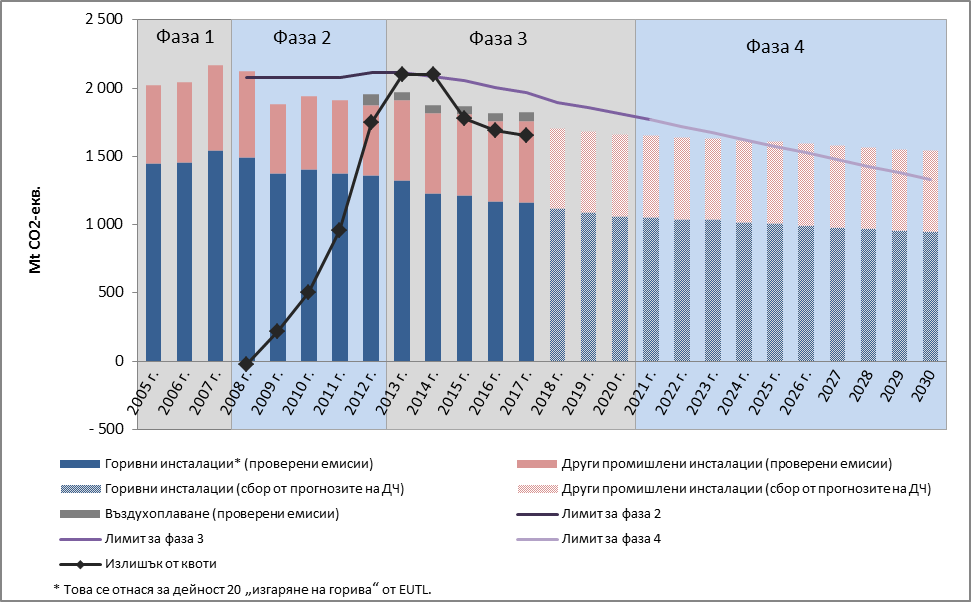 Фаза 1
Фаза 2
Фаза 3
Фаза 4
Mt CO2-екв.
2 500
2 000
1 500
1 000
500
0
- 500
2005 г.
2006 г.
2007 г.
2008 г.
2009 г.
2010 г.
2011 г.
2012 г.
2013 г.
2014 г.
2015 г.
2016 г.
2017 г.
2018 г.
2019 г.
2020 г.
2021 г.
2022 г.
2023 г.
2024 г.
2025 г.
2026 г.
2027
2028
2029
2030
Горивни инсталации* (проверени емисии)
Други промишлени инсталации (проверени емисии)
Горивни инсталации (сбор от прогнозите на ДЧ)
Други промишлени инсталации (сбор от прогнозите на ДЧ)
Въздухоплаване (проверени емисии)
Лимит за фаза 2
Лимит за фаза 3
Лимит за фаза 4
Излишък от квоти
* Това се отнася за дейност 20 „изгаряне на горива“ от EUTL.